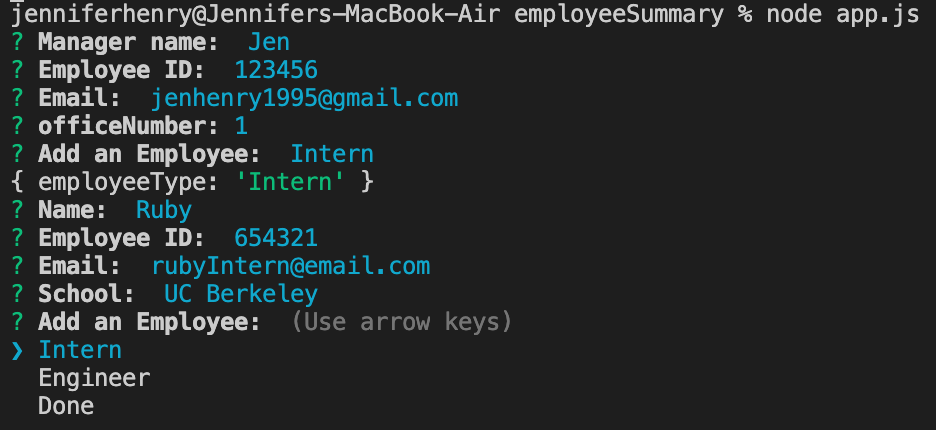 jenniferhenry@Jennifers-MacBook-Air employeeSummary % node app.js
? Manager name:  Jen
? Employee ID:  123456
? Email:  jenhenry1995@gmail.com
? officeNumber: 1
? Add an Employee:  Intern
{ employeeType: 'Intern' }
? Name:  Ruby
? Employee ID:  654321
? Email:  rubyIntern@email.com
? School:  UC Berkeley
? Add an Employee:  (Use arrow keys)
❯ Intern
  Engineer
  Done